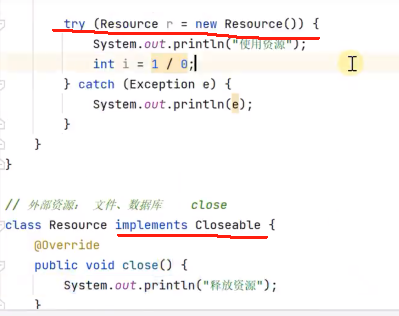 try (Resource r = new Resource()) {
System.out.println("使用资源");
int i = 1 / 0;
} catch (Exception e) {
System.out.println(e);
}
}
}
// 外部资源: 文件、数据库 close
class Resource implements Closeable {
@Override
public void close() {
System.out.println("释放资源");
}